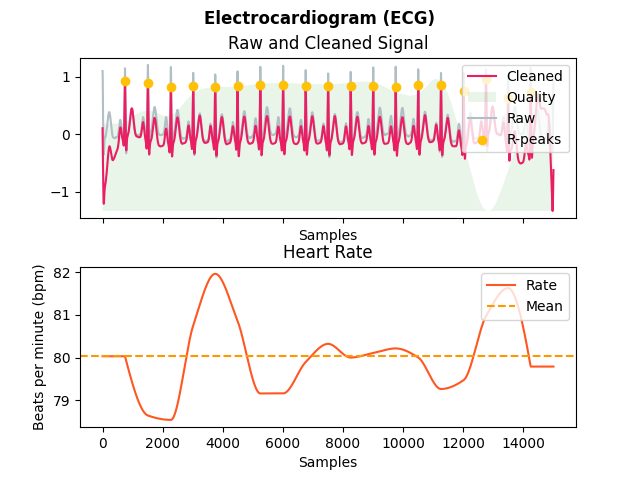 Electrocardiogram (ECG)
Raw and Cleaned Signal
1
0
−1
Cleaned
Quality
Raw
R-peaks
Samples
Heart Rate
82
81
80
79
Beats per minute (bpm)
Rate
Mean
0 2000 4000 6000 8000 10000 12000 14000
Samples